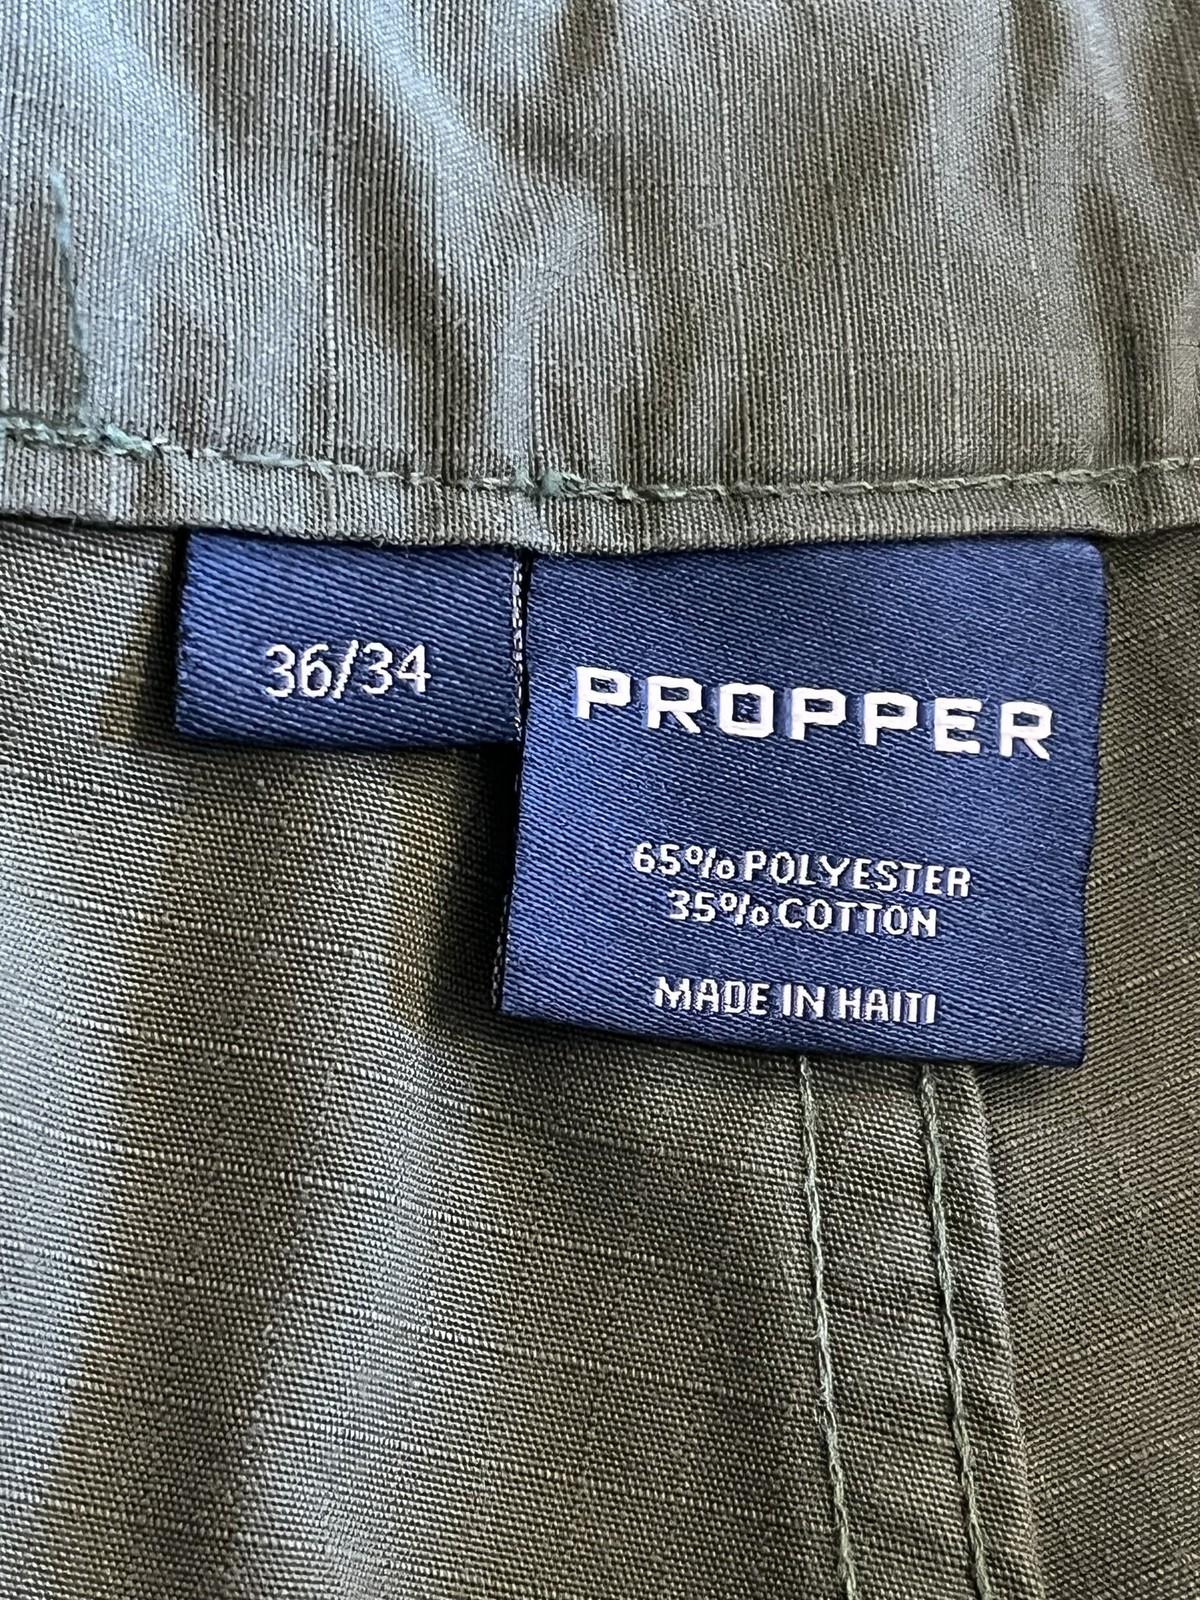 36/34
PROPPER
65% POLYESTER
35% COTTON
MADE IN HAITI